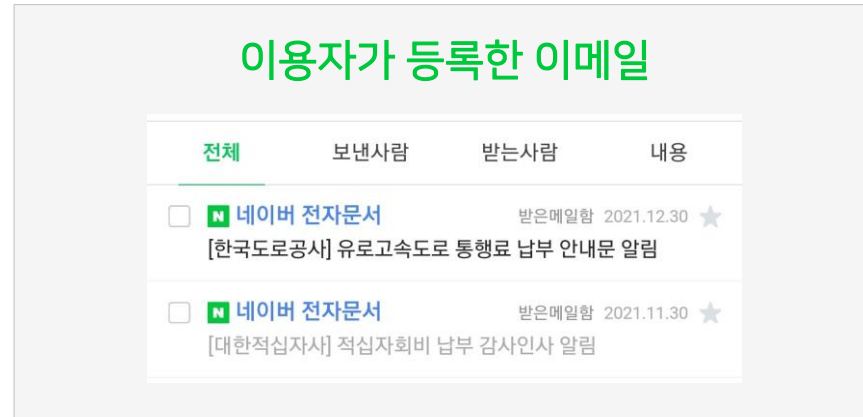 이용자가 등록한 이메일
전체 보낸사람 받는사람 내용
N 네이버 전자문서 받은메일함 2021.12.30
[한국도로공사] 유로고속도로 통행료 납부 안내문 알림
N 네이버 전자문서 받은메일함 2021.11.30
[대한적십자사] 적십자회비 납부 감사인사 알림